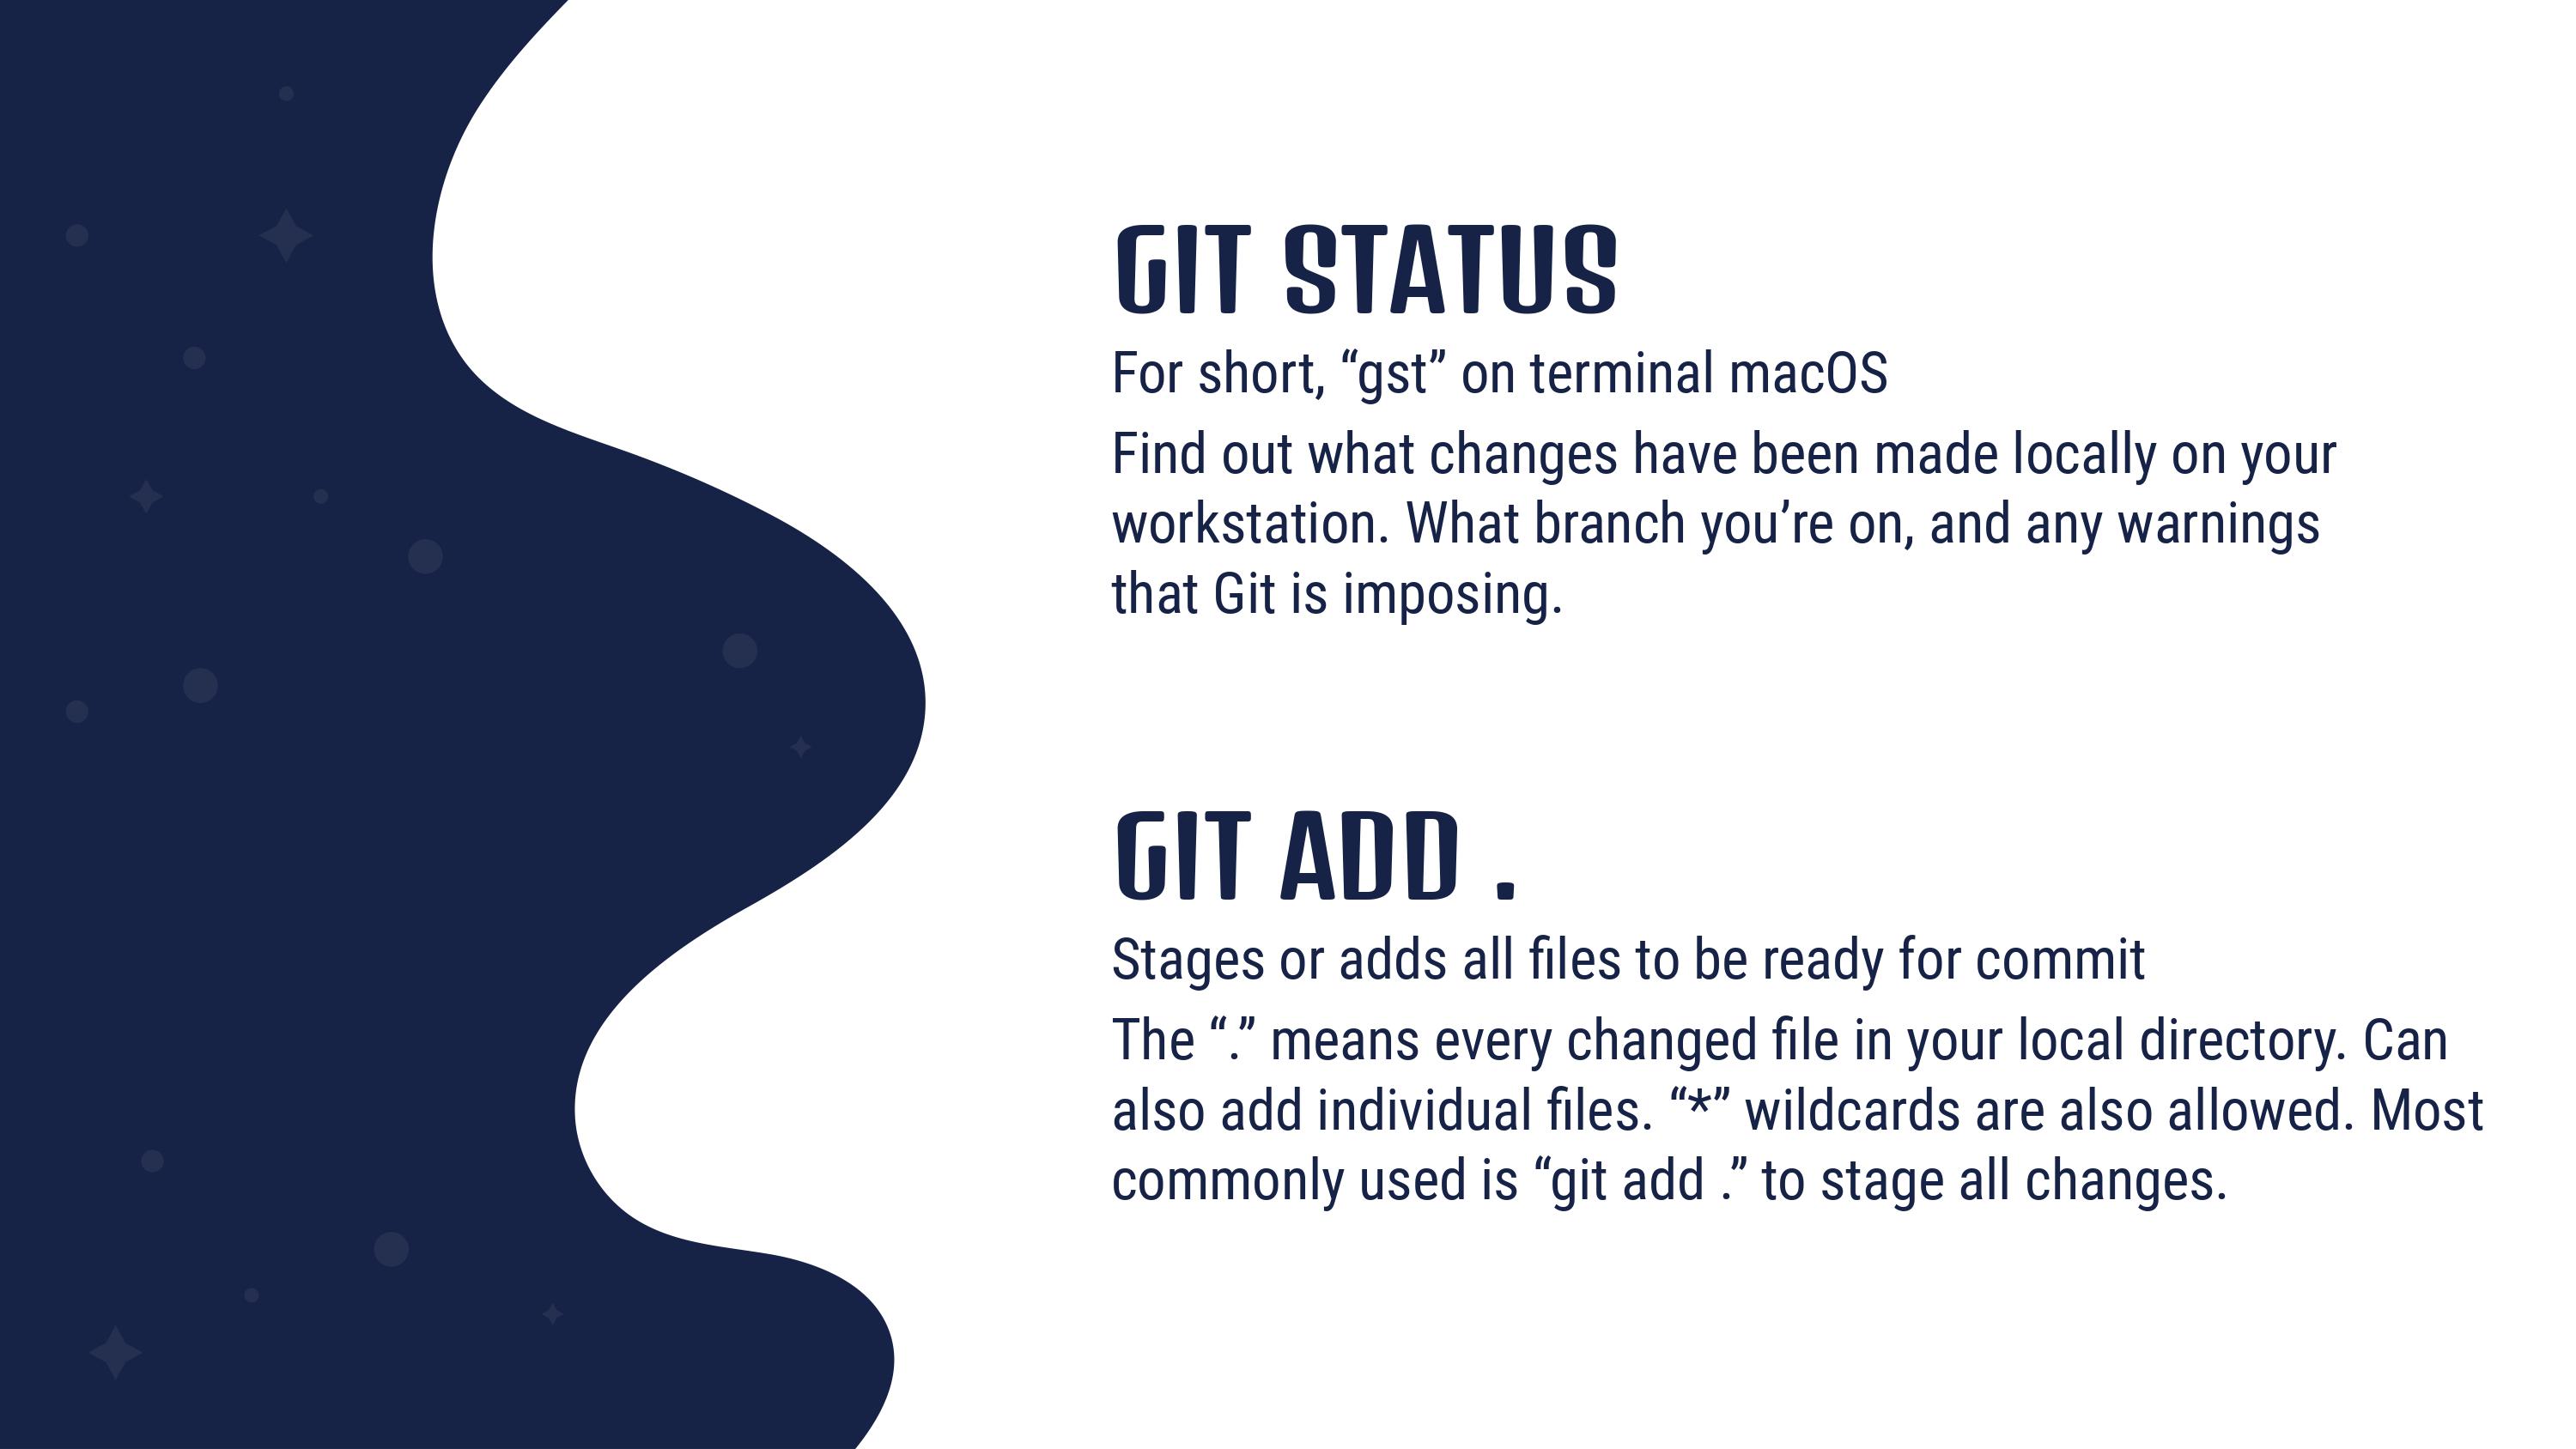 GIT STATUS
For short, “gst” on terminal macOS
Find out what changes have been made locally on your
workstation. What branch you’re on, and any warnings
that Git is imposing.
GIT ADD .
Stages or adds all files to be ready for commit
The “.” means every changed file in your local directory. Can
also add individual files. “*” wildcards are also allowed. Most
commonly used is “git add .” to stage all changes.